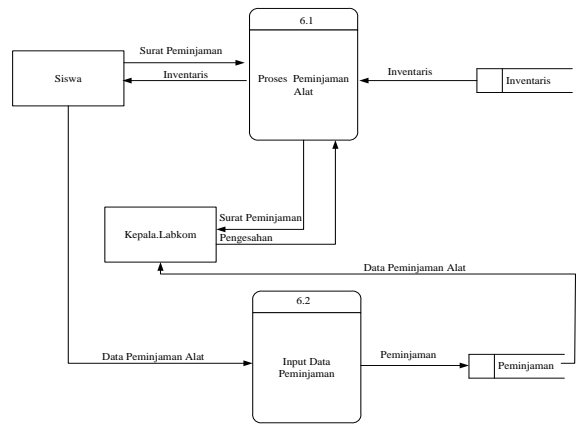 6.1
Surat Peminjaman
Siswa
Inventaris
Proses Peminjaman
Alat
Inventaris
Inventaris
Surat Peminjaman
Kepala.Labkom
Pengesahan
Data Peminjaman Alat
6.2
Data Peminjaman Alat
Input Data
Peminjaman
Peminjaman
Peminjaman